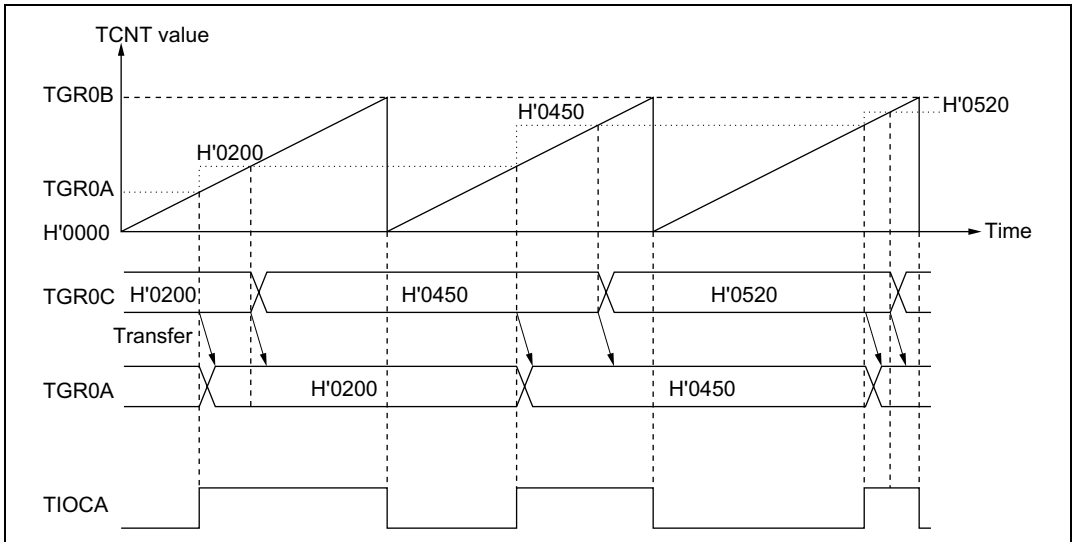 TCNT value
TGR0B
H'0520
H'0450
H'0200
TGR0A
H'0000
Time
TGR0C
H'0200
H'0450
H'0520
Transfer
TGR0A
H'0200
H'0450
TIOCA